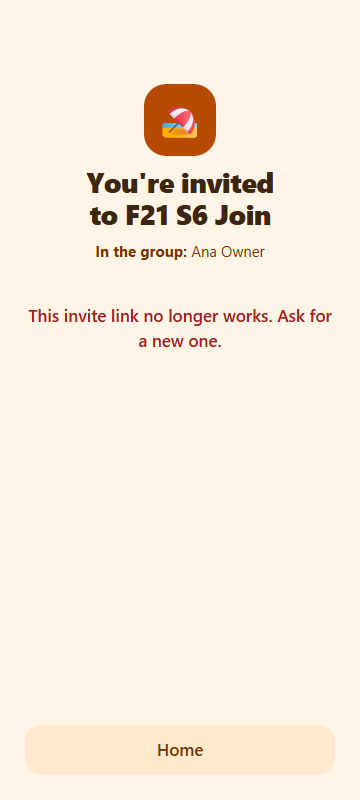 You're invited
to F21 S6 Join
In the group: Ana Owner
This invite link no longer works. Ask for
a new one.
Home